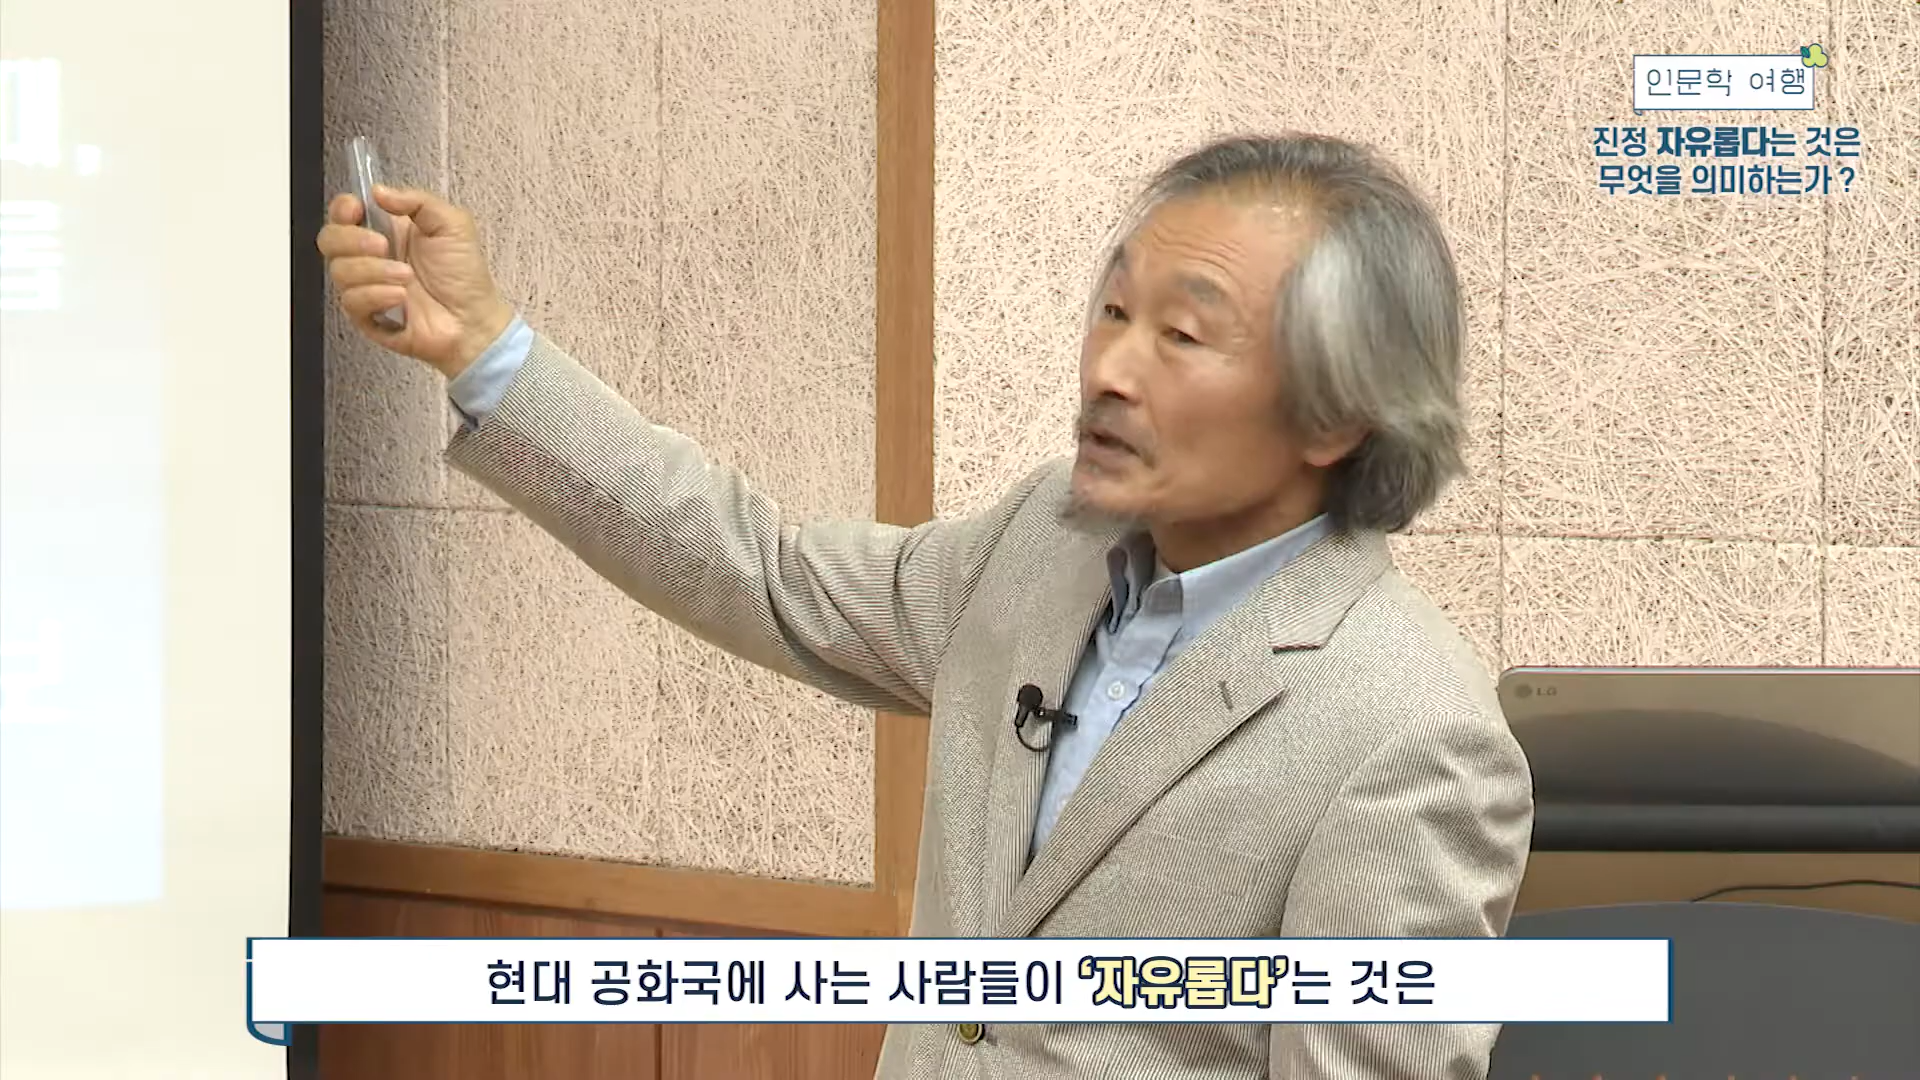 인문학 여행
진정 자유롭다는 것은
무엇을 의미하는가?
LG
현대 공화국에 사는 사람들이 '자유롭다'는 것은